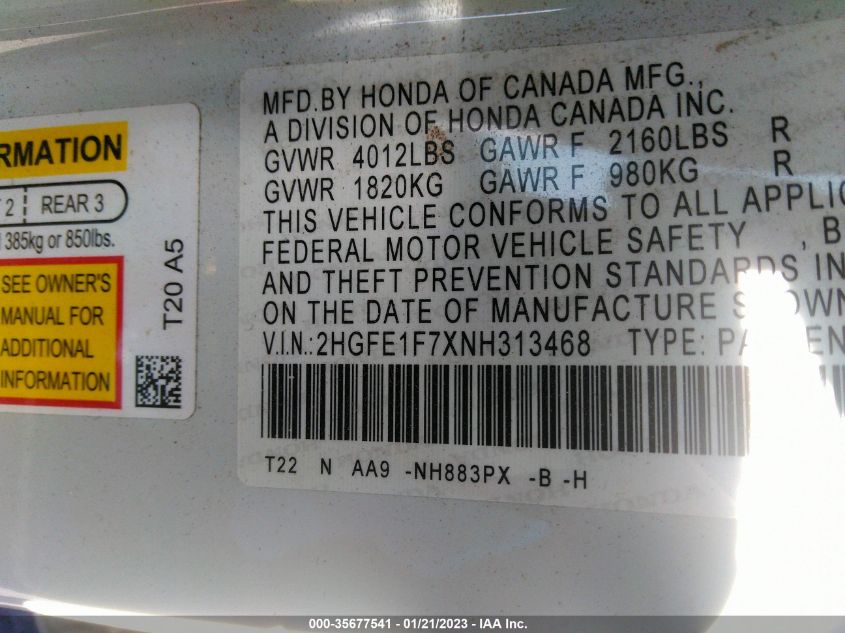 RMATION
2 REAR 3
385kg or 850lbs.
SEE OWNER'S
MANUAL FOR
ADDITIONAL
INFORMATION
T20 A5
MFD.BY HONDA OF CANADA MFG.,
A DIVISION OF HONDA CANADA INC.
GVWR 4012LBS GAWR F 2160LBS R
GVWR 1820KG GAWR F 980KG R
THIS VEHICLE CONFORMS TO ALL APPLIC
FEDERAL MOTOR VEHICLE SAFETY , B
AND THEFT PREVENTION STANDARDS IN
ON THE DATE OF MANUFACTURE
V.I.N.:2HGFE1F7XNH313468 TYPE:
T22 N AA9 -NH883PX -B -H
000-35677541 - 01/21/2023 - IAA Inc.